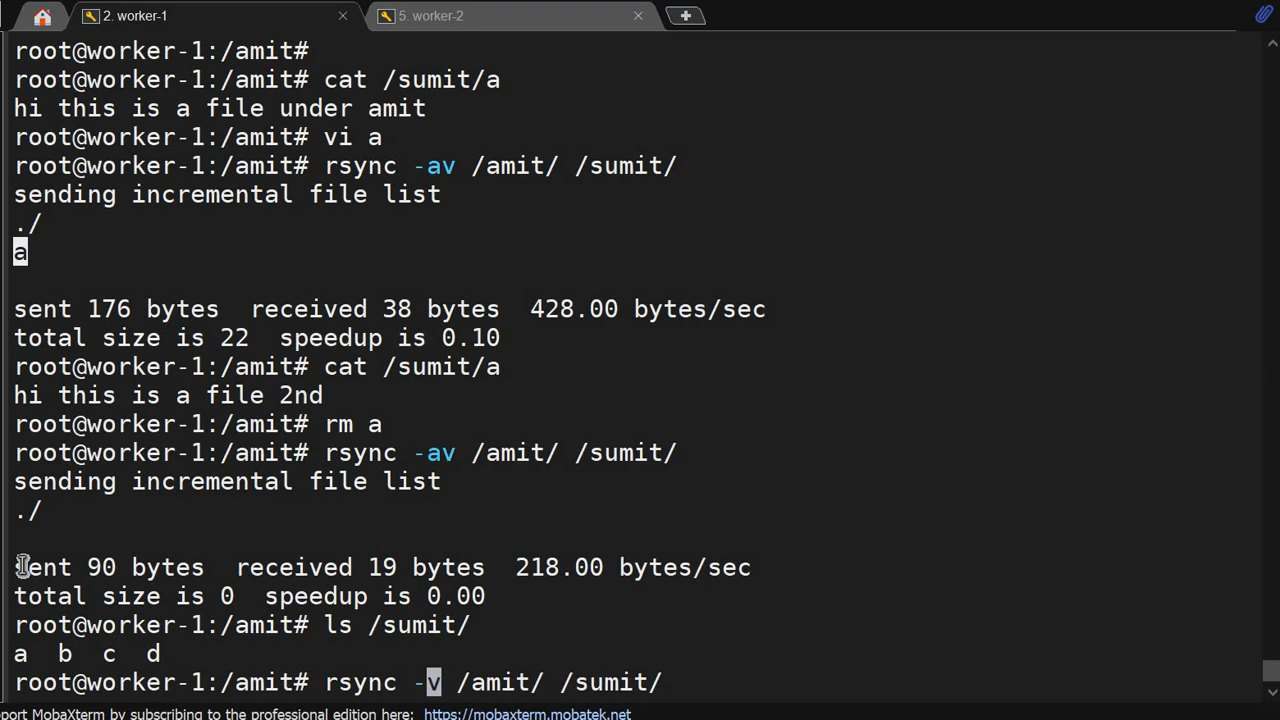 2. worker-1
5. worker-2
root@worker-1:/amit#
root@worker-1:/amit# cat /sumit/a
hi this is a file under amit
root@worker-1:/amit# vi a
root@worker-1:/amit# rsync -av /amit/ /sumit/
sending incremental file list
./
a
sent 176 bytes  received 38 bytes  428.00 bytes/sec
total size is 22  speedup is 0.10
root@worker-1:/amit# cat /sumit/a
hi this is a file 2nd
root@worker-1:/amit# rm a
root@worker-1:/amit# rsync -av /amit/ /sumit/
sending incremental file list
./
sent 90 bytes  received 19 bytes  218.00 bytes/sec
total size is 0  speedup is 0.00
root@worker-1:/amit# ls /sumit/
a  b  c  d
root@worker-1:/amit# rsync -v /amit/ /sumit/
port MobaXterm by subscribing to the professional edition here: https://mobaxterm.mobatek.net